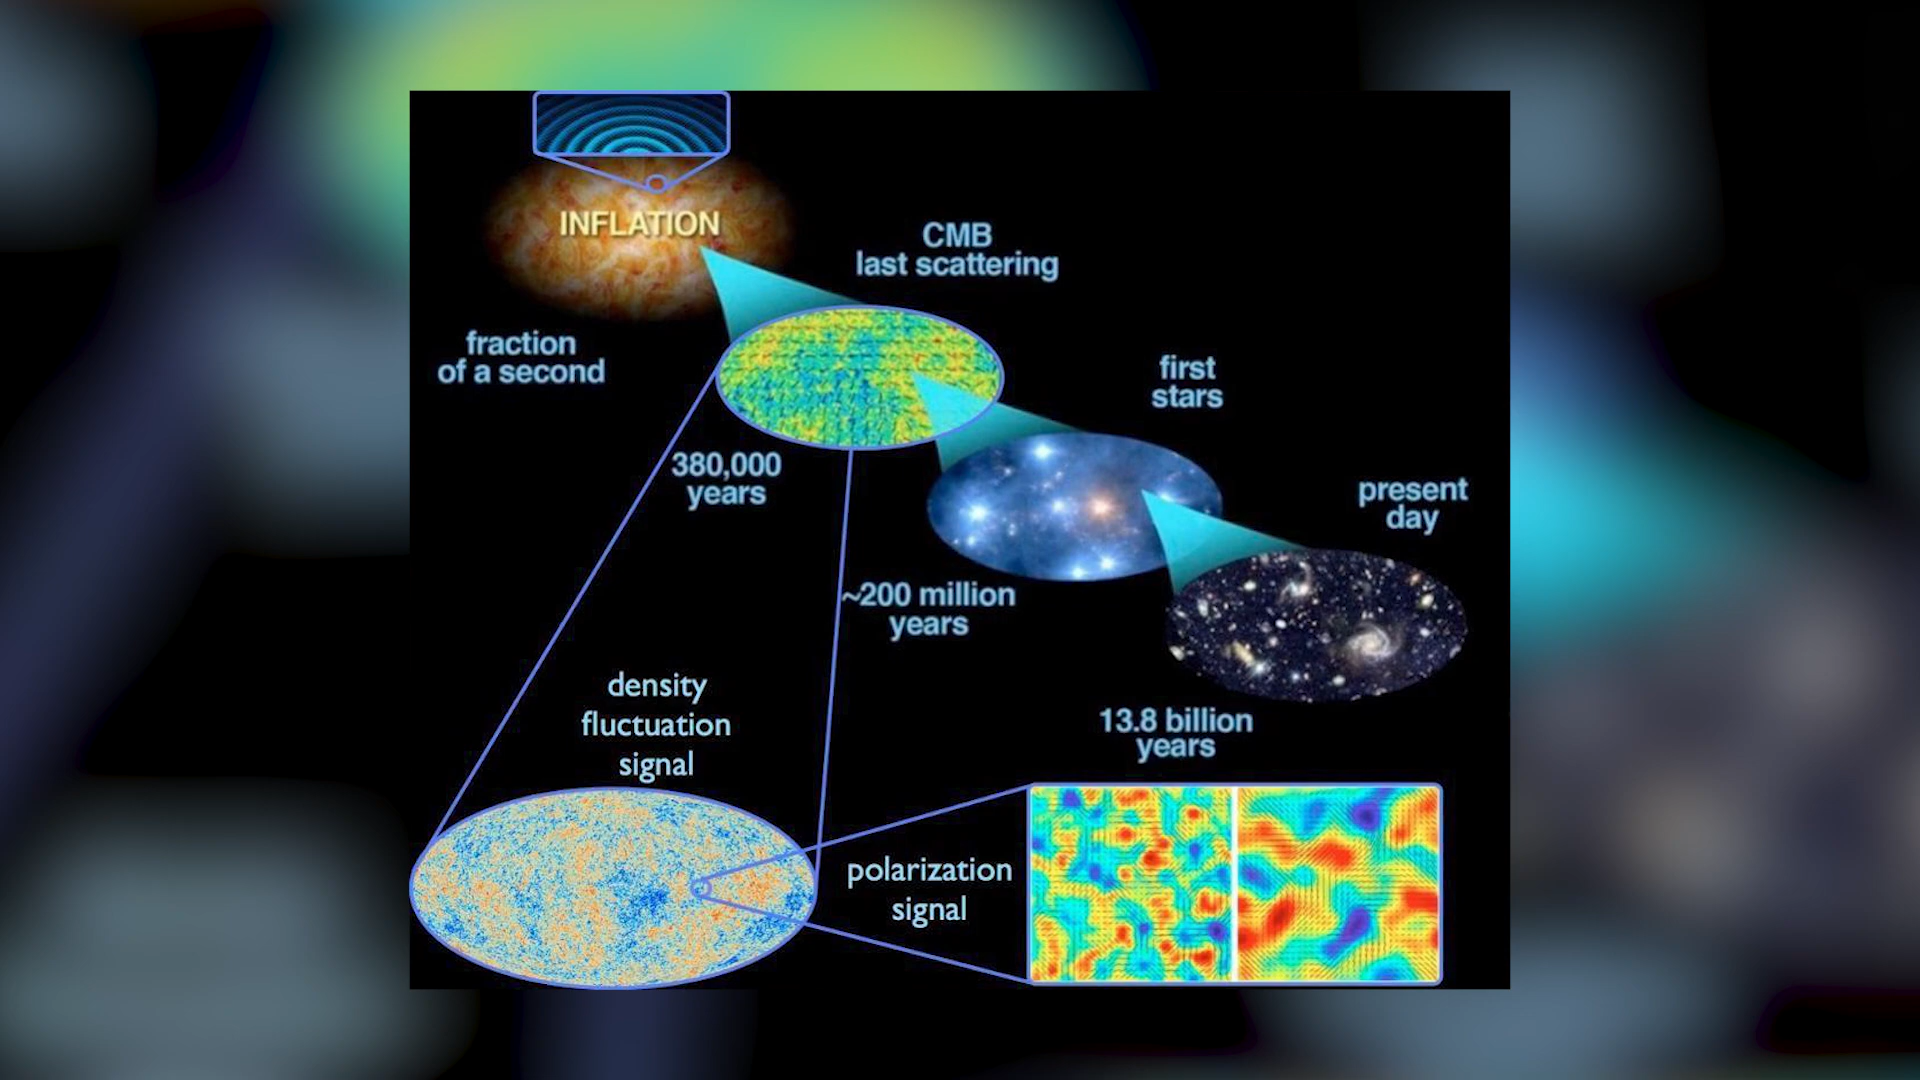 INFLATION
fraction
of a second
CMB
last scattering
380,000
years
first
stars
~200 million
years
present
day
13.8 billion
years
density
fluctuation
signal
polarization
signal